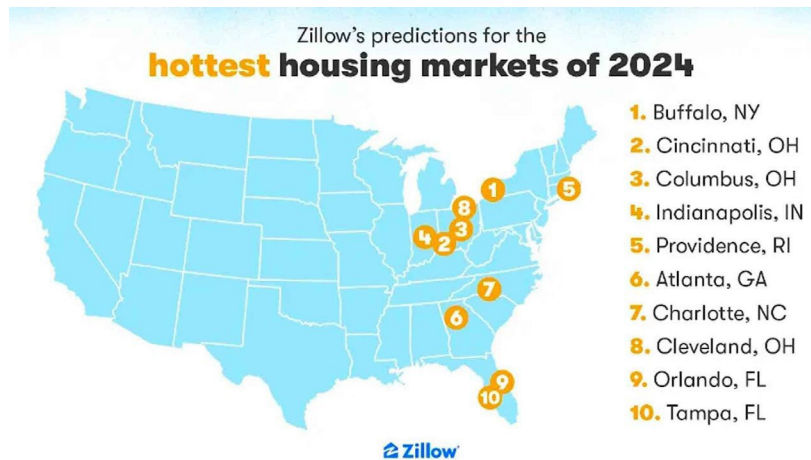 Zillow's predictions for the
hottest housing markets of 2024
1. Buffalo, NY
2. Cincinnati, OH
3. Columbus, OH
4. Indianapolis, IN
5. Providence, RI
6. Atlanta, GA
7. Charlotte, NC
8. Cleveland, OH
9. Orlando, FL
10. Tampa, FL
1
5
8
3
4
2
7
6
9
10
Zillow